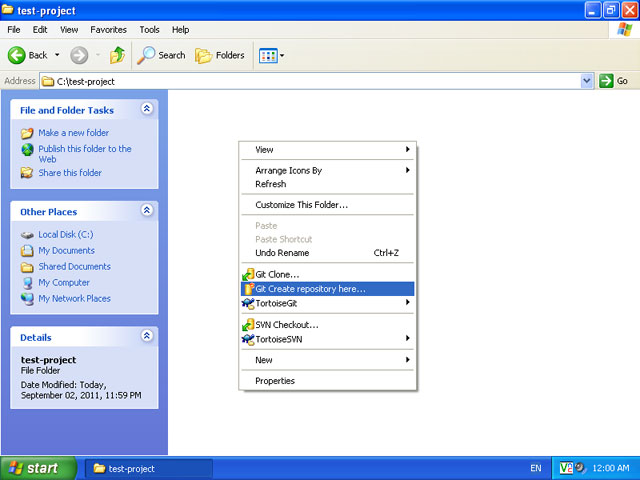 test-project
File Edit View Favorites Tools Help
Back Search Folders
Address C:\test-project Go
File and Folder Tasks
Make a new folder
Publish this folder to the
Web
Share this folder
Other Places
Local Disk (C:)
My Documents
Shared Documents
My Computer
My Network Places
Details
test-project
File Folder
Date Modified: Today,
September 02, 2011, 11:59 PM
View
Arrange Icons By
Refresh
Customize This Folder...
Paste
Paste Shortcut
Undo Rename Ctrl+Z
Git Clone...
Git Create repository here...
TortoiseGit
SVN Checkout...
TortoiseSVN
New
Properties
start test-project EN 12:00 AM